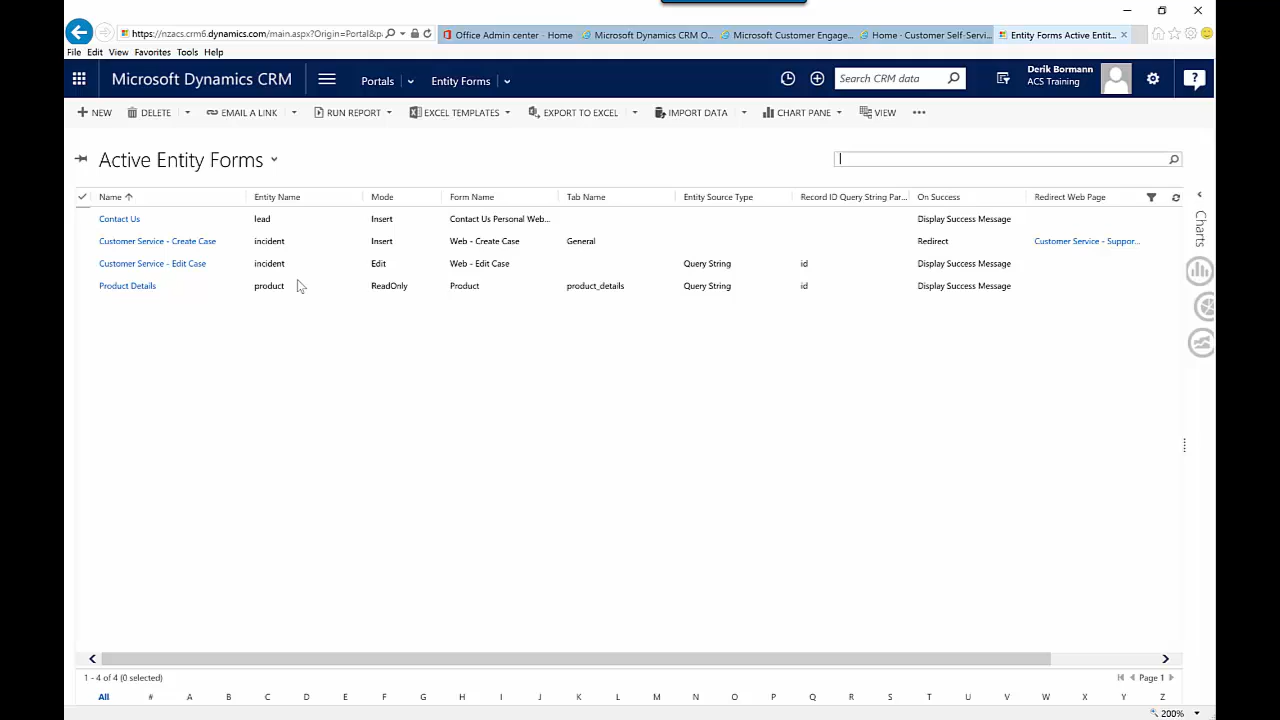 https://nzacs.crm6.dynamics.com/main.aspx?Origin=Portal&p
Office Admin center - Home
Microsoft Dynamics CRM O...
Microsoft Customer Engage...
Home - Customer Self-Servi...
Entity Forms Active Entit...
File Edit View Favorites Tools Help
Microsoft Dynamics CRM
Portals
Entity Forms
Search CRM data
Derik Bormann
ACS Training
NEW DELETE EMAIL A LINK RUN REPORT EXCEL TEMPLATES EXPORT TO EXCEL IMPORT DATA CHART PANE VIEW ...
Active Entity Forms
Name Entity Name Mode Form Name Tab Name Entity Source Type Record ID Query String Par... On Success Redirect Web Page
Contact Us lead Insert Contact Us Personal Web... Display Success Message
Customer Service - Create Case incident Insert Web - Create Case General Redirect Customer Service - Suppor...
Customer Service - Edit Case incident Edit Web - Edit Case Query String id Display Success Message
Product Details product ReadOnly Product product_details Query String id Display Success Message
Charts
1 - 4 of 4 (0 selected)
Page 1
All # A B C D E F G H I J K L M N O P Q R S T U V W X Y Z
200%